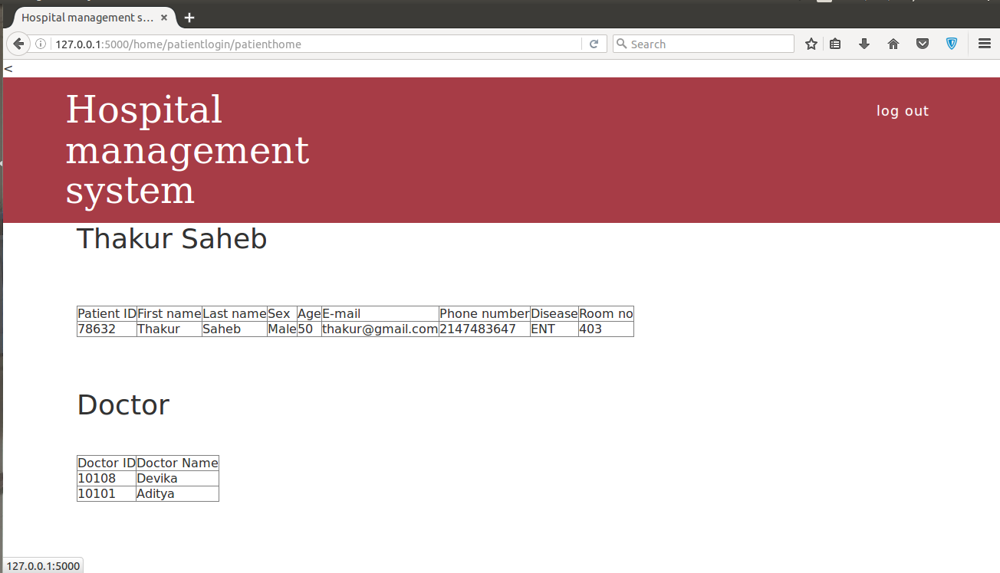 Hospital management s...
127.0.0.1:5000/home/patientlogin/patienthome
Search
<
Hospital
management
system
log out
Thakur Saheb
Patient ID First name Last name Sex Age E-mail Phone number Disease Room no
78632 Thakur Saheb Male 50 thakur@gmail.com 2147483647 ENT 403
Doctor
Doctor ID Doctor Name
10108 Devika
10101 Aditya
127.0.0.1:5000